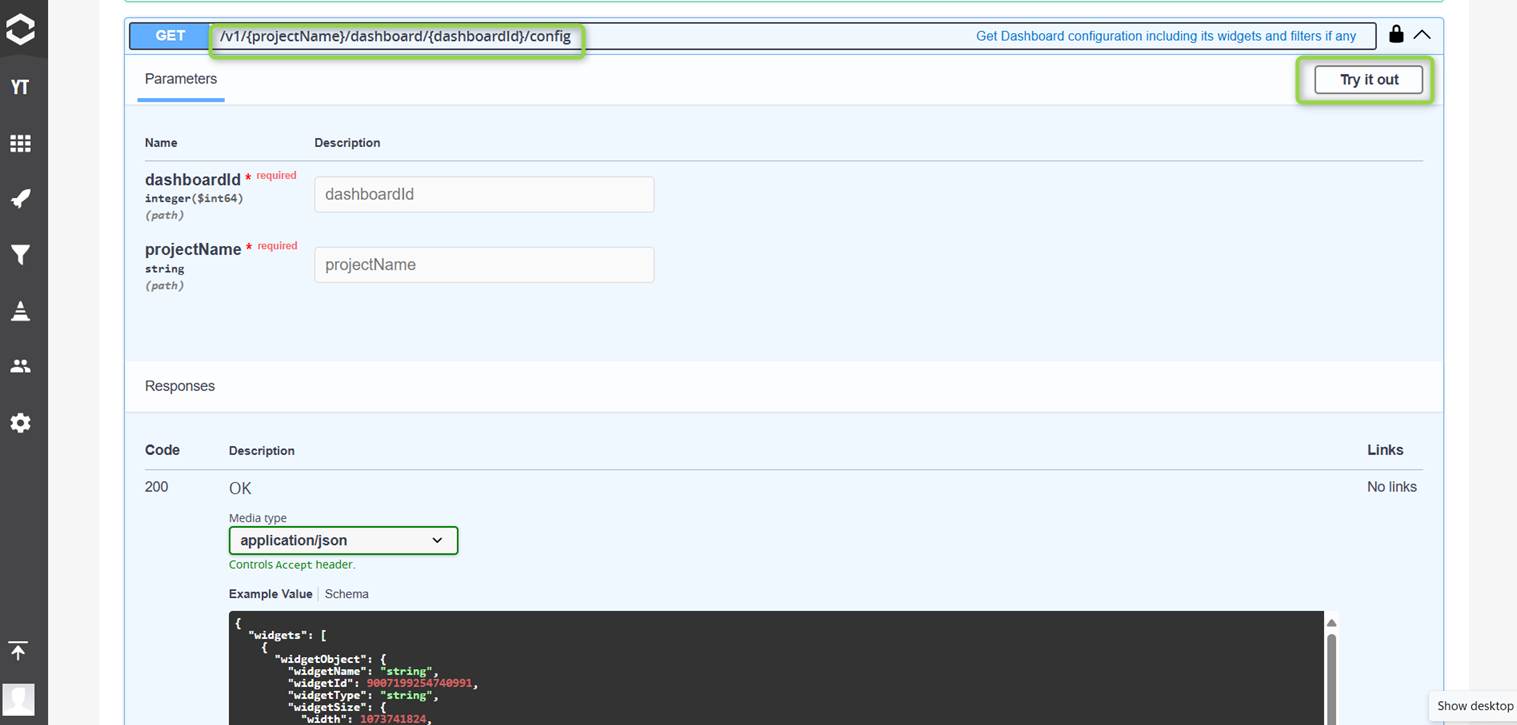 GET /v1/{projectName}/dashboard/{dashboardId}/config Get Dashboard configuration including its widgets and filters if any
YT
Parameters
Try it out
Name Description
dashboardId * required
integer($int64)
(path)
dashboardId
projectName * required
string
(path)
projectName
Responses
Code Description Links
200 OK No links
Media type
application/json
Controls Accept header.
Example Value Schema
{
"widgets": [
{
"widgetObject": {
"widgetName": "string",
"widgetId": 9007199254740991,
"widgetType": "string",
"widgetSize": {
"width": 1073741824,
Show desktop